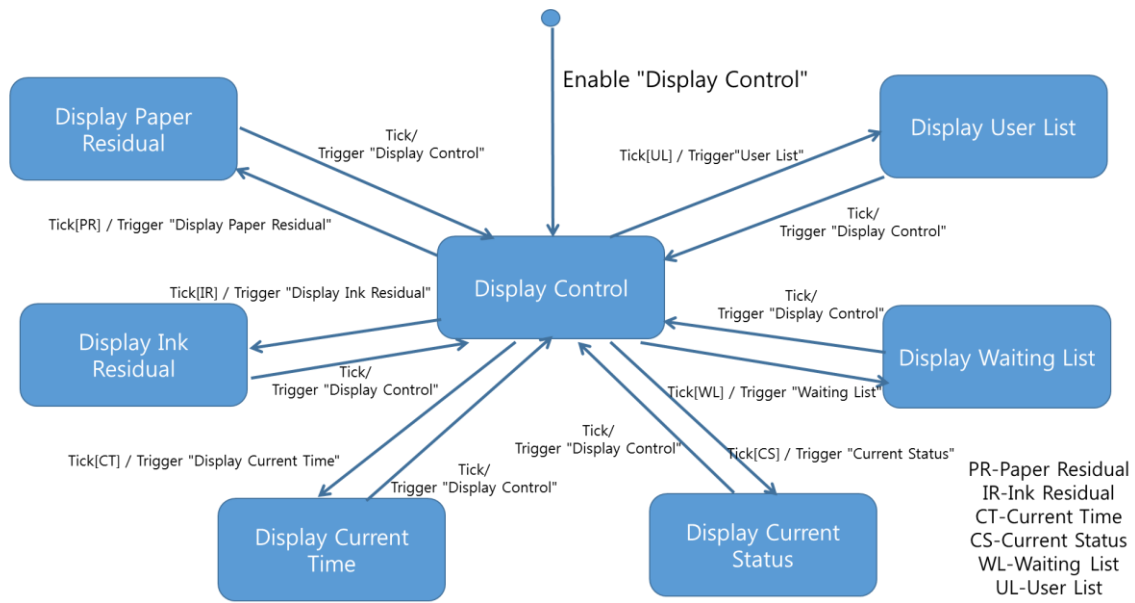 Enable "Display Control"
Display Paper
Residual
Tick/
Trigger "Display Control"
Tick[PR] / Trigger "Display Paper Residual"
Display User List
Tick[UL] / Trigger"User List"
Tick/
Trigger "Display Control"
Display Control
Tick[IR] / Trigger "Display Ink Residual"
Display Ink
Residual
Tick/
Trigger "Display Control"
Tick/
Trigger "Display Control"
Display Waiting List
Tick[WL] / Trigger "Waiting List"
Tick[CT] / Trigger "Display Current Time"
Tick/
Trigger "Display Control"
Tick/
Trigger "Display Control"
Tick[CS] / Trigger "Current Status"
Display Current
Time
Display Current
Status
PR-Paper Residual
IR-Ink Residual
CT-Current Time
CS-Current Status
WL-Waiting List
UL-User List